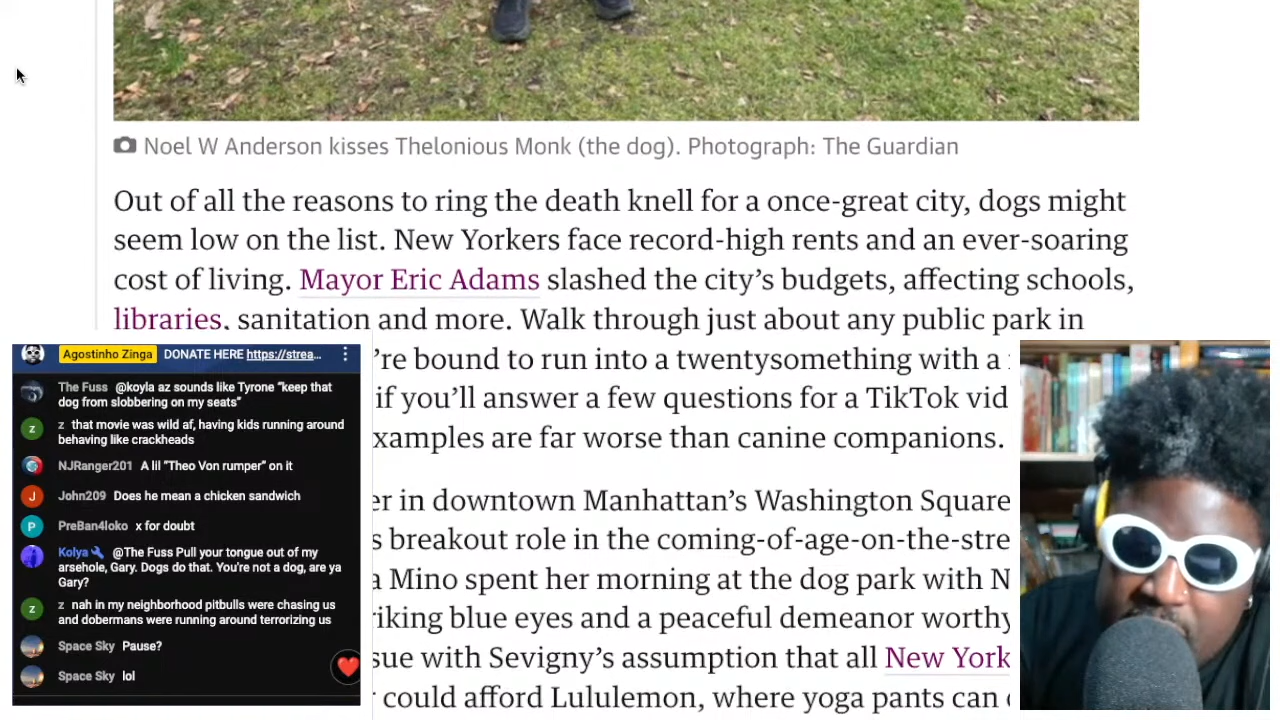 Noel W Anderson kisses Thelonious Monk (the dog). Photograph: The Guardian
Out of all the reasons to ring the death knell for a once-great city, dogs might
seem low on the list. New Yorkers face record-high rents and an ever-soaring
cost of living. Mayor Eric Adams slashed the city’s budgets, affecting schools,
libraries, sanitation and more. Walk through just about any public park in
’re bound to run into a twentysomething with a
if you’ll answer a few questions for a TikTok vid
xamples are far worse than canine companions.
er in downtown Manhattan’s Washington Square
s breakout role in the coming-of-age-on-the-stre
a Mino spent her morning at the dog park with N
riking blue eyes and a peaceful demeanor worthy
sue with Sevigny’s assumption that all New York
could afford Lululemon, where yoga pants can
Agostinho Zinga DONATE HERE https://strea...
The Fuss @koyla az sounds like Tyrone “keep that
dog from slobbering on my seats”
z that movie was wild af, having kids running around
behaving like crackheads
NJRanger201 A lil “Theo Von rumper” on it
J John209 Does he mean a chicken sandwich
P PreBan4loko x for doubt
Kolya @The Fuss Pull your tongue out of my
arsehole, Gary. Dogs do that. You're not a dog, are ya
Gary?
z nah in my neighborhood pitbulls were chasing us
and dobermans were running around terrorizing us
Space Sky Pause?
Space Sky lol